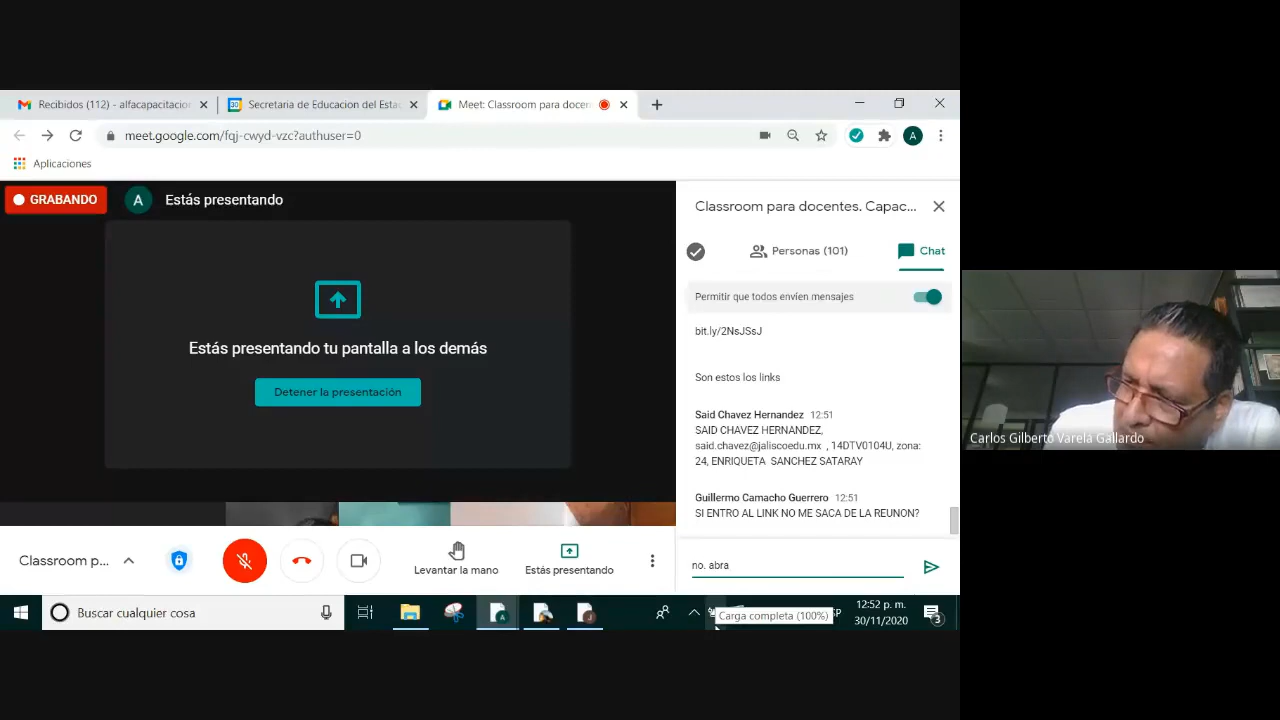 Recibidos (112) - alfacapacitacion
Secretaria de Educacion del Estac
Meet: Classroom para docen
meet.google.com/fqj-cwyd-vzc?authuser=0
A
Aplicaciones
GRABANDO
A
Estás presentando
Classroom para docentes. Capac...
Personas (101)
Chat
Permitir que todos envíen mensajes
bit.ly/2NsJSsJ
Son estos los links
Said Chavez Hernandez 12:51
SAID CHAVEZ HERNANDEZ,
said.chavez@jaliscoedu.mx , 14DTV0104U, zona:
24, ENRIQUETA SANCHEZ SATARAY
Guillermo Camacho Guerrero 12:51
SI ENTRO AL LINK NO ME SACA DE LA REUNON?
Estás presentando tu pantalla a los demás
Detener la presentación
Carlos Gilberto Varela Gallardo
Classroom p...
Levantar la mano
Estás presentando
no. abra
Buscar cualquier cosa
Carga completa (100%)
12:52 p. m.
30/11/2020
3